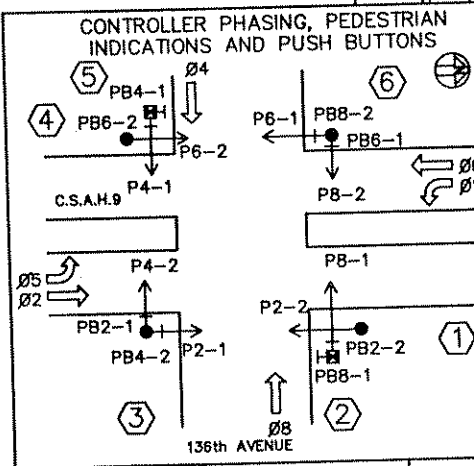 CONTROLLER PHASING, PEDESTRIAN
INDICATIONS AND PUSH BUTTONS
5
Ø4
6
PB4-1
4
PB6-2
P6-2
P6-1
PB8-2
PB6-1
P4-1
P8-2
C.S.A.H.9
P4-2
P8-1
Ø5
Ø2
P2-2
PB2-1
PB4-2
P2-1
PB2-2
1
PB8-1
3
Ø8
2
136th AVENUE